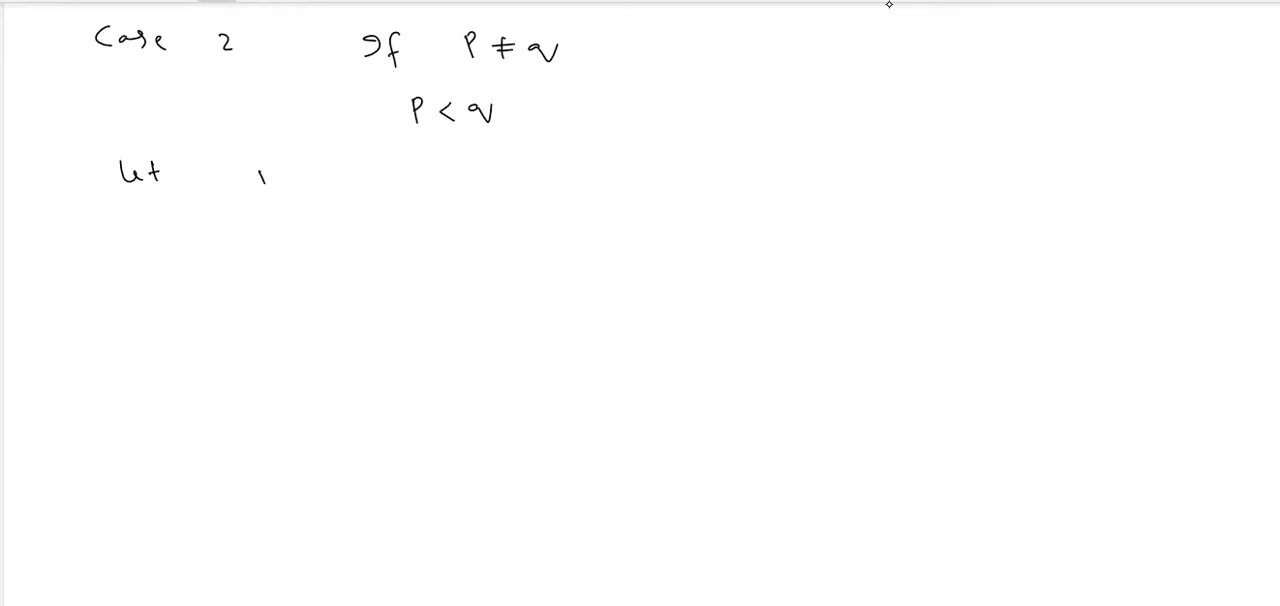 Case 2 If P ≠ q
P < q
let